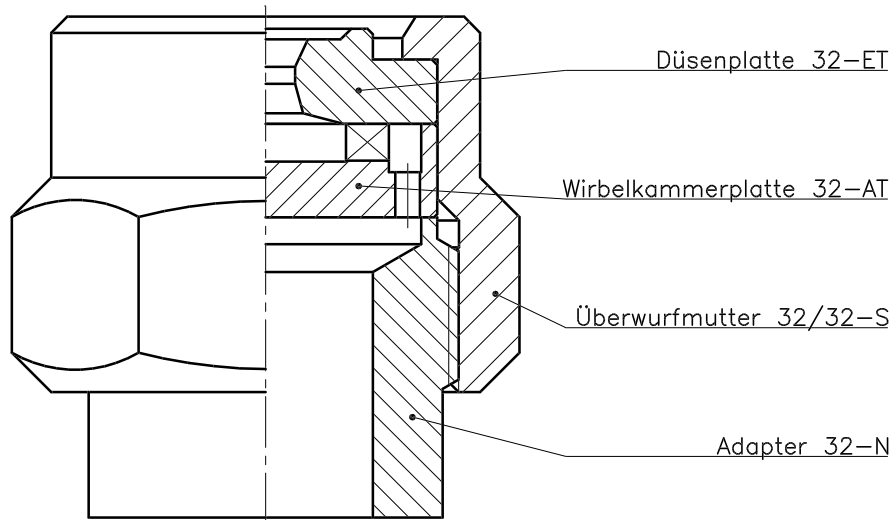 Düsenplatte 32-ET
Wirbelkammerplatte 32-AT
Überwurfmutter 32/32-S
Adapter 32-N